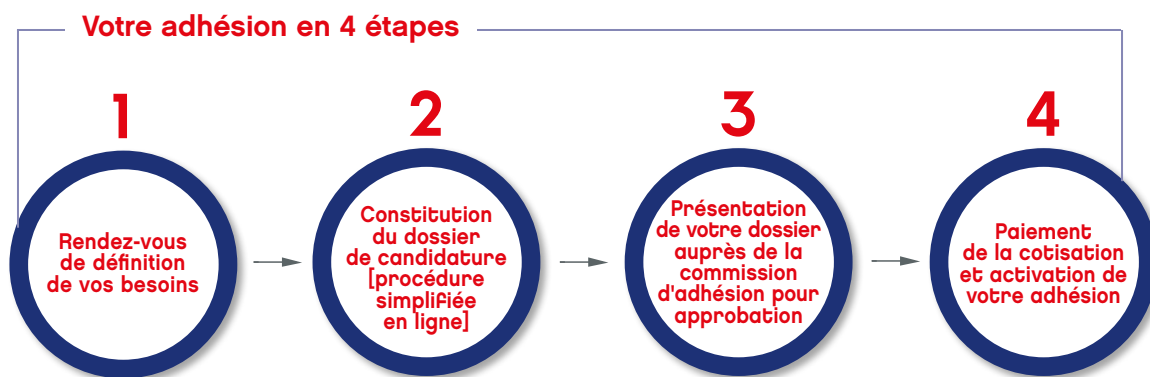 Votre adhésion en 4 étapes
1
Rendez-vous
de définition
de vos besoins
2
Constitution
du dossier
de candidature
[procédure
simplifiée
en ligne]
3
Présentation
de votre dossier
auprès de la
commission
d'adhésion pour
approbation
4
Paiement
de la cotisation
et activation de
votre adhésion